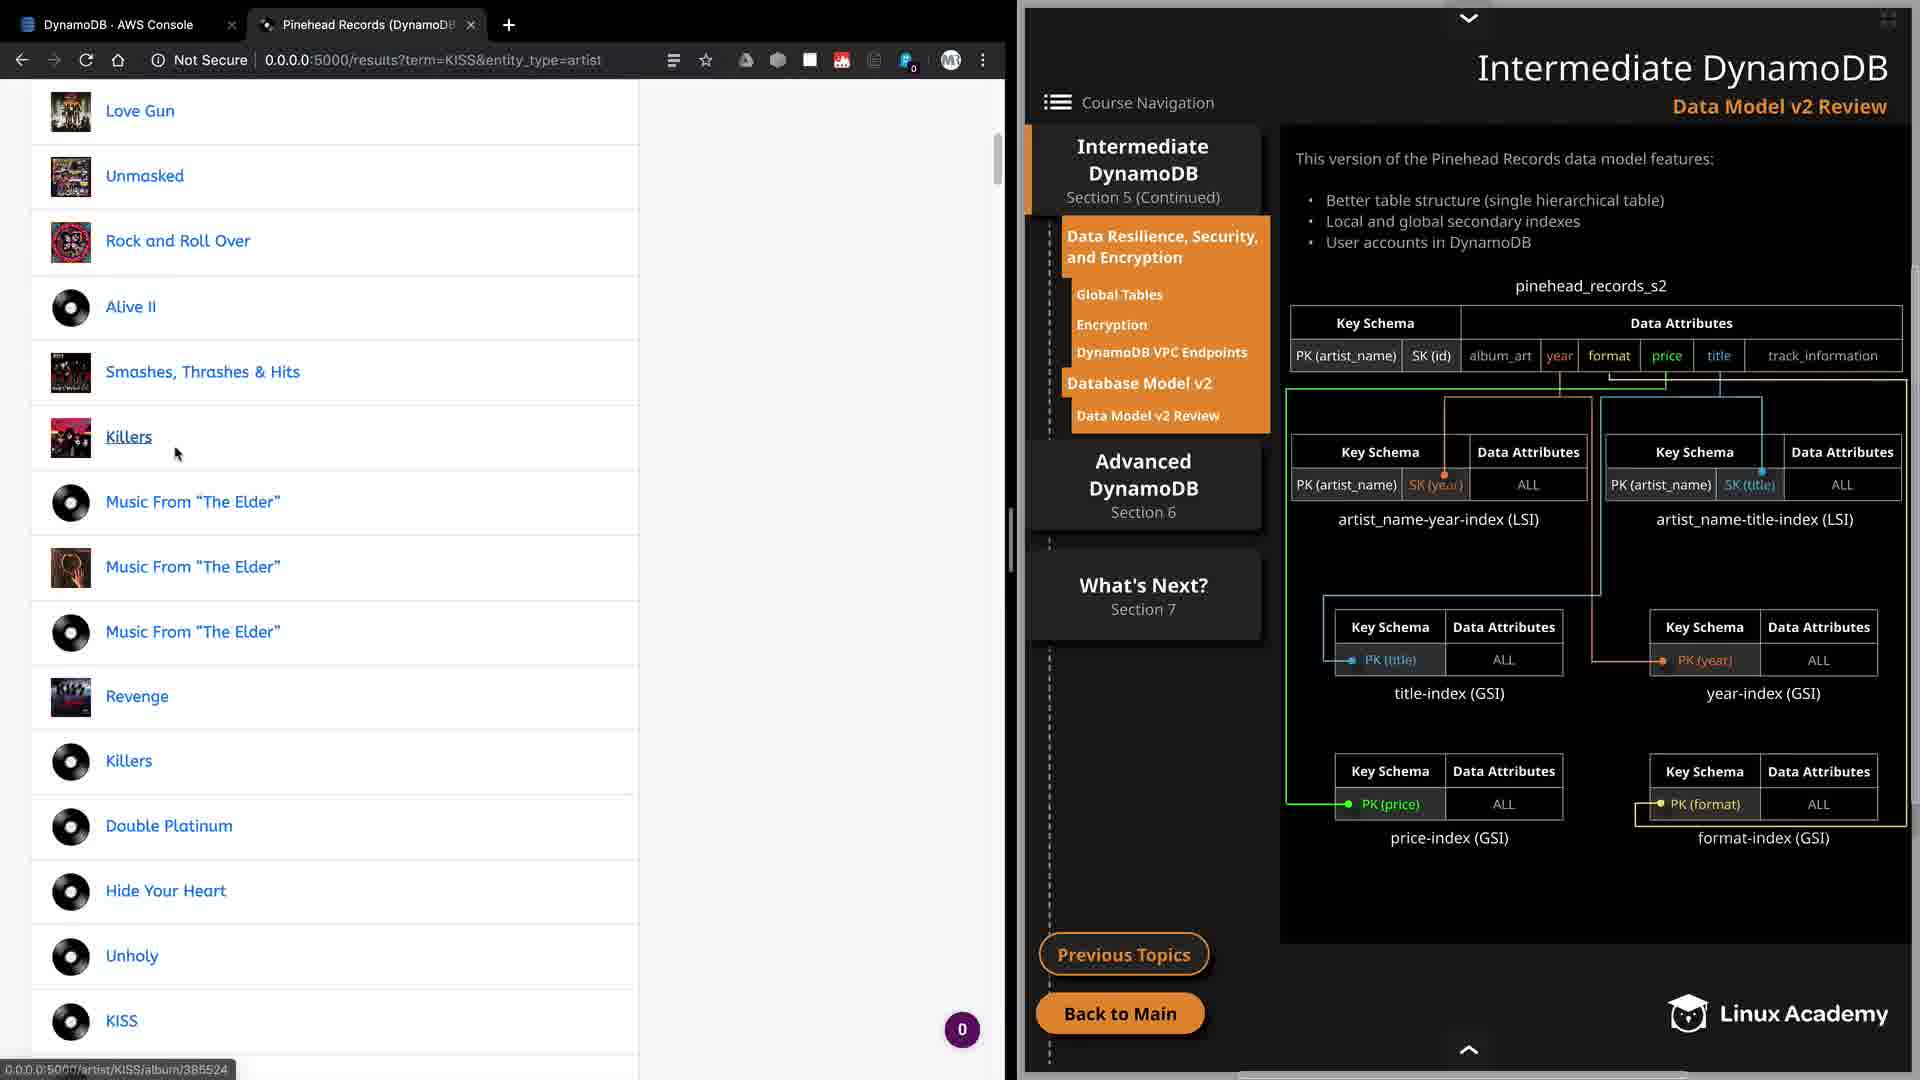 DynamoDB · AWS Console
Pinehead Records (DynamoDB
Not Secure
0.0.0.0:5000/results?term=KISS&entity_type=artist
0
Love Gun
Unmasked
Rock and Roll Over
Alive II
Smashes, Thrashes & Hits
Killers
Music From "The Elder"
Music From "The Elder"
Music From "The Elder"
Revenge
Killers
Double Platinum
Hide Your Heart
Unholy
KISS
0
0.0.0.0:5000/artist/KISS/album/385524
Intermediate DynamoDB
Data Model v2 Review
Course Navigation
Intermediate
DynamoDB
Section 5 (Continued)
Data Resilience, Security,
and Encryption
Global Tables
Encryption
DynamoDB VPC Endpoints
Database Model v2
Data Model v2 Review
Advanced
DynamoDB
Section 6
What's Next?
Section 7
Previous Topics
Back to Main
This version of the Pinehead Records data model features:
• Better table structure (single hierarchical table)
• Local and global secondary indexes
• User accounts in DynamoDB
pinehead_records_s2
Key Schema Data Attributes
PK (artist_name) SK (id) album_art year format price title track_information
Key Schema Data Attributes
PK (artist_name) SK (year) ALL
artist_name-year-index (LSI)
Key Schema Data Attributes
PK (artist_name) SK (title) ALL
artist_name-title-index (LSI)
Key Schema Data Attributes
PK (title) ALL
title-index (GSI)
Key Schema Data Attributes
PK (year) ALL
year-index (GSI)
Key Schema Data Attributes
PK (price) ALL
price-index (GSI)
Key Schema Data Attributes
PK (format) ALL
format-index (GSI)
Linux Academy